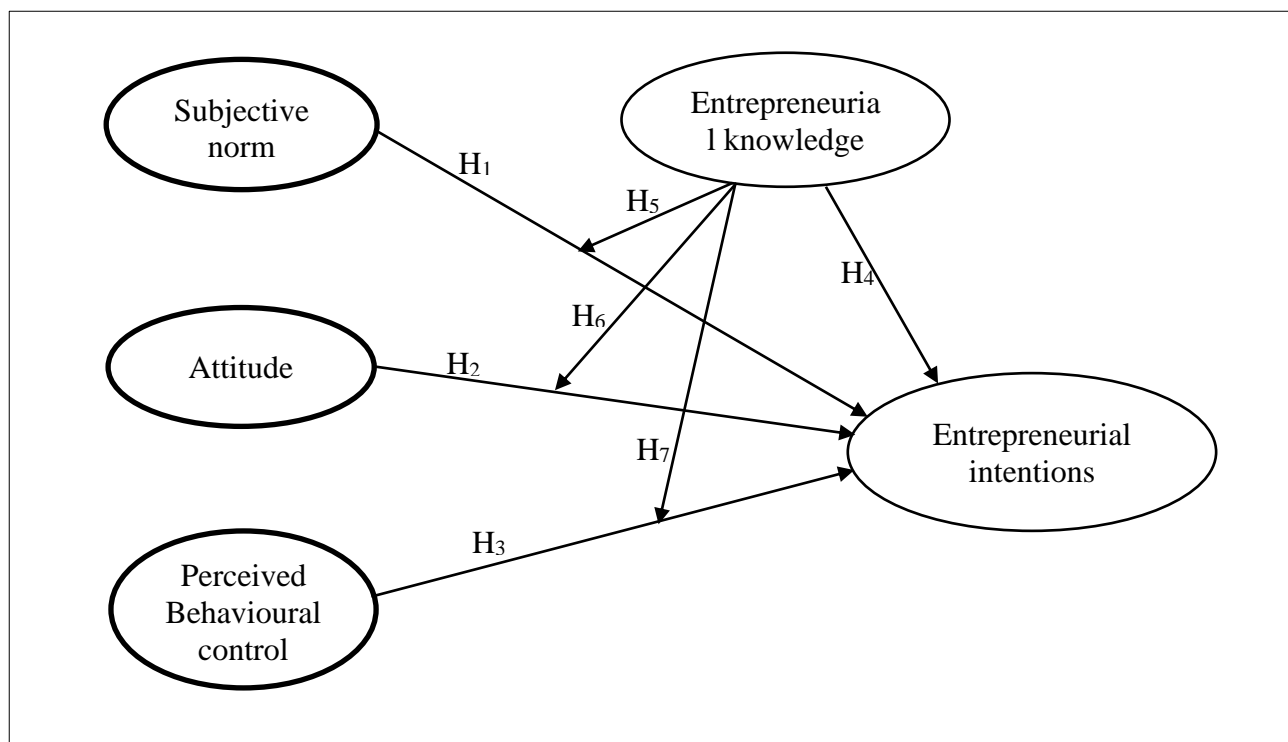 Subjective
norm
Entrepreneuria
l knowledge
H1
H5
H4
H6
Attitude
H2
Entrepreneurial
intentions
H7
H3
Perceived
Behavioural
control